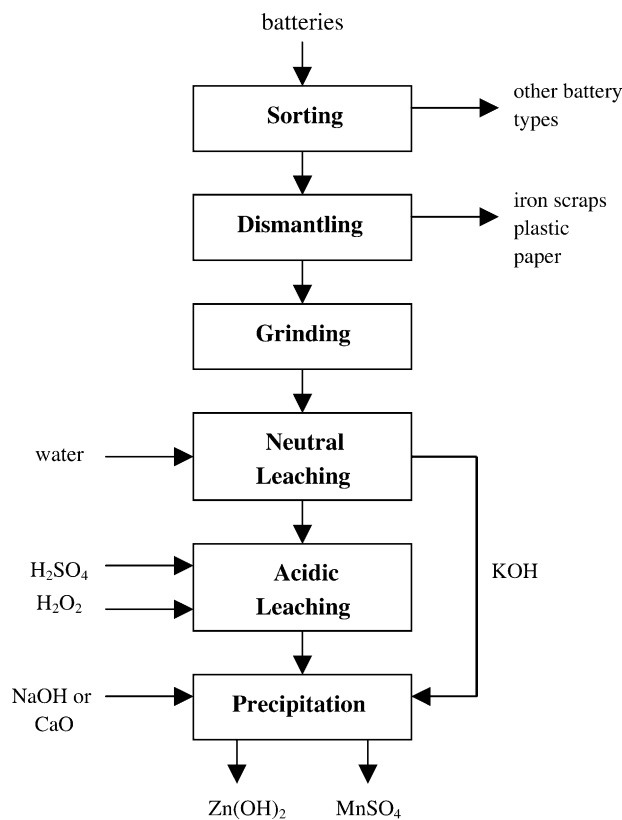 batteries
Sorting
other battery
types
Dismantling
iron scraps
plastic
paper
Grinding
water
Neutral
Leaching
H₂SO₄
H₂O₂
Acidic
Leaching
KOH
NaOH or
CaO
Precipitation
Zn(OH)₂
MnSO₄